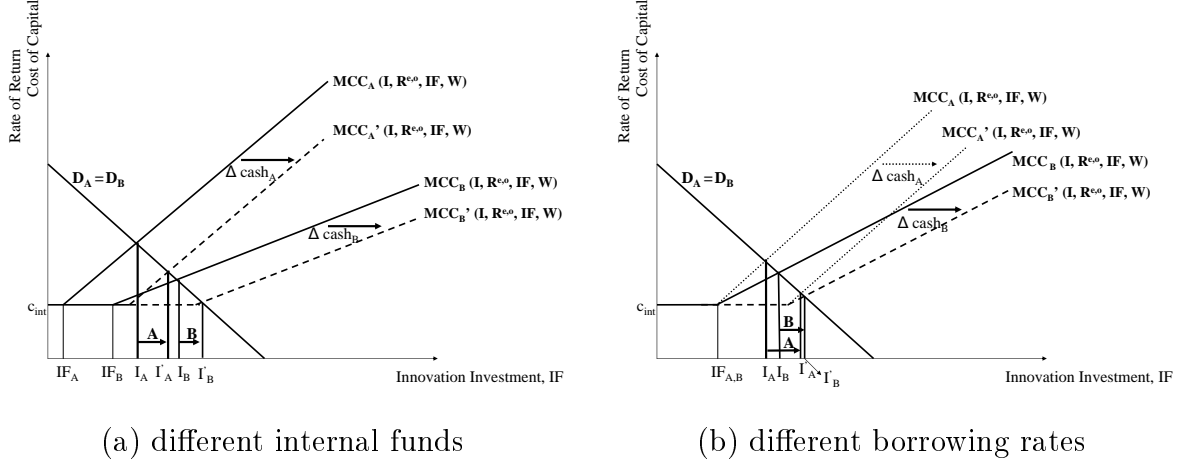 Rate of Return
Cost of Capital
MCC_A (I, R^{e,o}, IF, W)
MCC_A’ (I, R^{e,o}, IF, W)
Δ cash_A
D_A = D_B
MCC_B (I, R^{e,o}, IF, W)
MCC_B’ (I, R^{e,o}, IF, W)
Δ cash_B
c_int
A
B
IF_A
IF_B
I_A
I'_A
I_B
I'_B
Innovation Investment, IF
(a) different internal funds
Rate of Return
Cost of Capital
MCC_A (I, R^{e,o}, IF, W)
MCC_A’ (I, R^{e,o}, IF, W)
MCC_B (I, R^{e,o}, IF, W)
Δ cash_A
D_A = D_B
MCC_B’ (I, R^{e,o}, IF, W)
Δ cash_B
c_int
B
A
IF_{A,B}
I_A
I_B
I'_A
I'_B
Innovation Investment, IF
(b) different borrowing rates